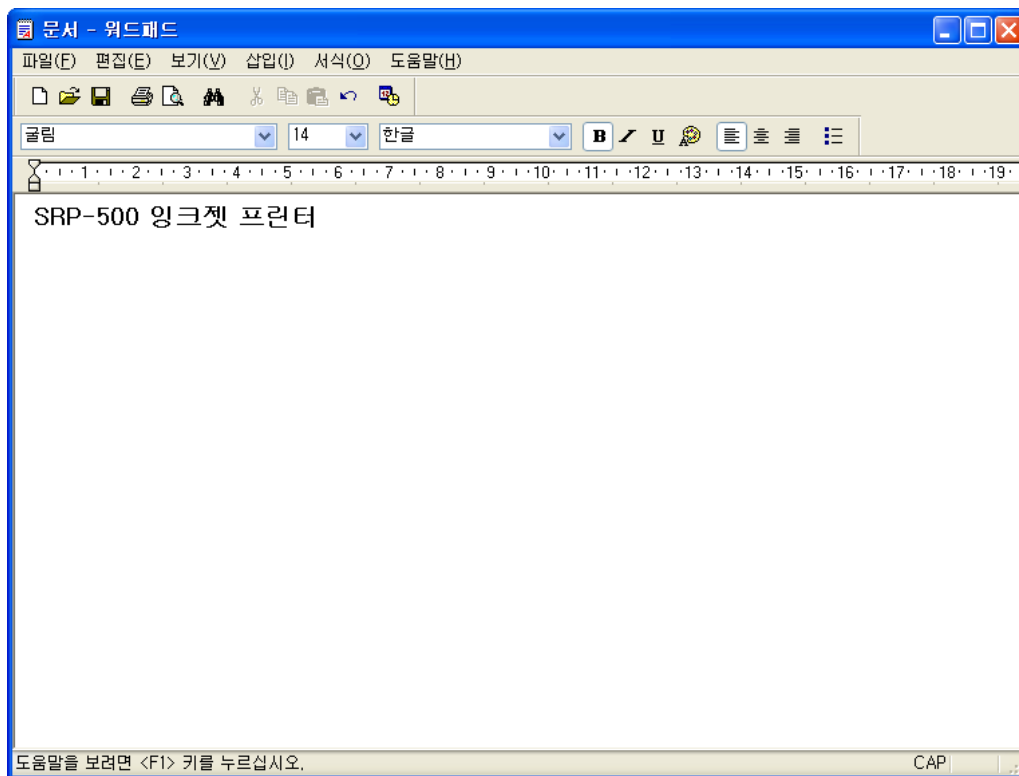 문서 - 워드패드
파일(F) 편집(E) 보기(V) 삽입(I) 서식(O) 도움말(H)
굴림 14 한글 B / U
1 2 3 4 5 6 7 8 9 10 11 12 13 14 15 16 17 18 19
SRP-500 잉크젯 프린터
도움말을 보려면 <F1> 키를 누르십시오. CAP